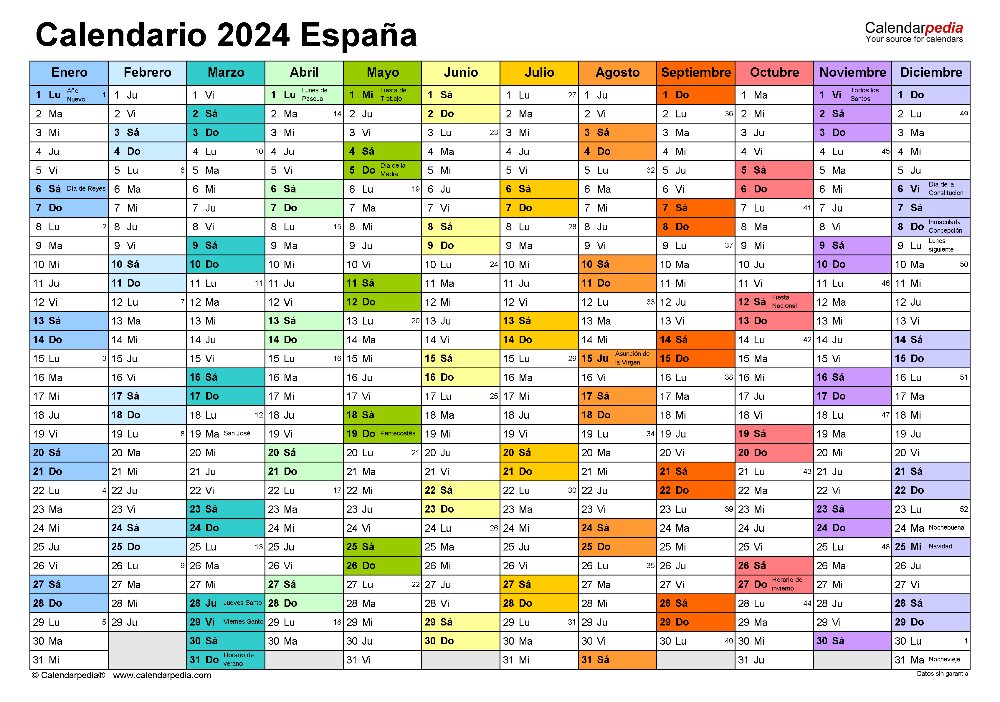 Calendario 2024 España
Calendarpedia
Your source for calendars
Enero Febrero Marzo Abril Mayo Junio Julio Agosto Septiembre Octubre Noviembre Diciembre
1 Lu Año Nuevo 1 1 Ju 1 Vi 1 Lu Lunes de Pascua 1 Mi Fiesta del Trabajo 1 Sá 1 Lu 27 1 Ju 1 Do 1 Ma 1 Vi Todos los Santos 1 Do
2 Ma 2 Vi 2 Sá 2 Ma 14 2 Ju 2 Do 2 Ma 2 Vi 2 Lu 36 2 Mi 2 Sá 2 Lu 49
3 Mi 3 Sá 3 Do 3 Mi 3 Vi 3 Lu 23 3 Mi 3 Sá 3 Ma 3 Ju 3 Do 3 Ma
4 Ju 4 Do 4 Lu 10 4 Ju 4 Sá 4 Ma 4 Ju 4 Do 4 Mi 4 Vi 4 Lu 45 4 Mi
5 Vi 5 Lu 6 5 Ma 5 Vi 5 Do Día de la Madre 5 Mi 5 Vi 5 Lu 32 5 Ju 5 Sá 5 Ma 5 Ju
6 Sá Día de Reyes 6 Ma 6 Mi 6 Sá 6 Lu 19 6 Ju 6 Sá 6 Ma 6 Vi 6 Do 6 Mi 6 Vi Día de la Constitución
7 Do 7 Mi 7 Ju 7 Do 7 Ma 7 Vi 7 Do 7 Mi 7 Sá 7 Lu 41 7 Ju 7 Sá
8 Lu 2 8 Ju 8 Vi 8 Lu 15 8 Mi 8 Sá 8 Lu 28 8 Ju 8 Do 8 Ma 8 Vi 8 Do Inmaculada Concepción
9 Ma 9 Vi 9 Sá 9 Ma 9 Ju 9 Do 9 Ma 9 Vi 9 Lu 37 9 Mi 9 Sá 9 Lu Lunes siguiente
10 Mi 10 Sá 10 Do 10 Mi 10 Vi 10 Lu 24 10 Mi 10 Sá 10 Ma 10 Ju 10 Do 10 Ma 50
11 Ju 11 Do 11 Lu 11 11 Ju 11 Sá 11 Ma 11 Ju 11 Do 11 Mi 11 Vi 11 Lu 46 11 Mi
12 Vi 12 Lu 7 12 Ma 12 Vi 12 Do 12 Mi 12 Vi 12 Lu 33 12 Ju 12 Sá Fiesta Nacional 12 Ma 12 Ju
13 Sá 13 Ma 13 Mi 13 Sá 13 Lu 20 13 Ju 13 Sá 13 Ma 13 Vi 13 Do 13 Mi 13 Vi
14 Do 14 Mi 14 Ju 14 Do 14 Ma 14 Vi 14 Do 14 Mi 14 Sá 14 Lu 42 14 Ju 14 Sá
15 Lu 3 15 Ju 15 Vi 15 Lu 16 15 Mi 15 Sá 15 Lu 29 15 Ju Asunción de la Virgen 15 Do 15 Ma 15 Vi 15 Do
16 Ma 16 Vi 16 Sá 16 Ma 16 Ju 16 Do 16 Ma 16 Vi 16 Lu 38 16 Mi 16 Sá 16 Lu 51
17 Mi 17 Sá 17 Do 17 Mi 17 Vi 17 Lu 25 17 Mi 17 Sá 17 Ma 17 Ju 17 Do 17 Ma
18 Ju 18 Do 18 Lu 12 18 Ju 18 Sá 18 Ma 18 Ju 18 Do 18 Mi 18 Vi 18 Lu 47 18 Mi
19 Vi 19 Lu 8 19 Ma San José 19 Vi 19 Do Pentecostés 19 Mi 19 Vi 19 Lu 34 19 Ju 19 Sá 19 Ma 19 Ju
20 Sá 20 Ma 20 Mi 20 Sá 20 Lu 21 20 Ju 20 Sá 20 Ma 20 Vi 20 Do 20 Mi 20 Vi
21 Do 21 Mi 21 Ju 21 Do 21 Ma 21 Vi 21 Do 21 Mi 21 Sá 21 Lu 43 21 Ju 21 Sá
22 Lu 4 22 Ju 22 Vi 22 Lu 17 22 Mi 22 Sá 22 Lu 30 22 Ju 22 Do 22 Ma 22 Vi 22 Do
23 Ma 23 Vi 23 Sá 23 Ma 23 Ju 23 Do 23 Ma 23 Vi 23 Lu 39 23 Mi 23 Sá 23 Lu 52
24 Mi 24 Sá 24 Do 24 Mi 24 Vi 24 Lu 26 24 Mi 24 Sá 24 Ma 24 Ju 24 Do 24 Ma Nochebuena
25 Ju 25 Do 25 Lu 13 25 Ju 25 Sá 25 Ma 25 Ju 25 Do 25 Mi 25 Vi 25 Lu 48 25 Mi Navidad
26 Vi 26 Lu 9 26 Ma 26 Vi 26 Do 26 Mi 26 Vi 26 Lu 35 26 Ju 26 Sá 26 Ma 26 Ju
27 Sá 27 Ma 27 Mi 27 Sá 27 Lu 22 27 Ju 27 Sá 27 Ma 27 Vi 27 Do Horario de invierno 27 Mi 27 Vi
28 Do 28 Mi 28 Ju Jueves Santo 28 Do 28 Ma 28 Vi 28 Do 28 Mi 28 Sá 28 Lu 44 28 Ju 28 Sá
29 Lu 5 29 Ju 29 Vi Viernes Santo 29 Lu 18 29 Mi 29 Sá 29 Lu 31 29 Ju 29 Do 29 Ma 29 Vi 29 Do
30 Ma 30 Sá 30 Ma 30 Ju 30 Do 30 Ma 30 Vi 30 Lu 40 30 Mi 30 Sá 30 Lu 1
31 Mi 31 Do Horario de verano 31 Vi 31 Mi 31 Sá 31 Ju 31 Ma Nochevieja
© Calendarpedia® www.calendarpedia.com
Datos sin garantía